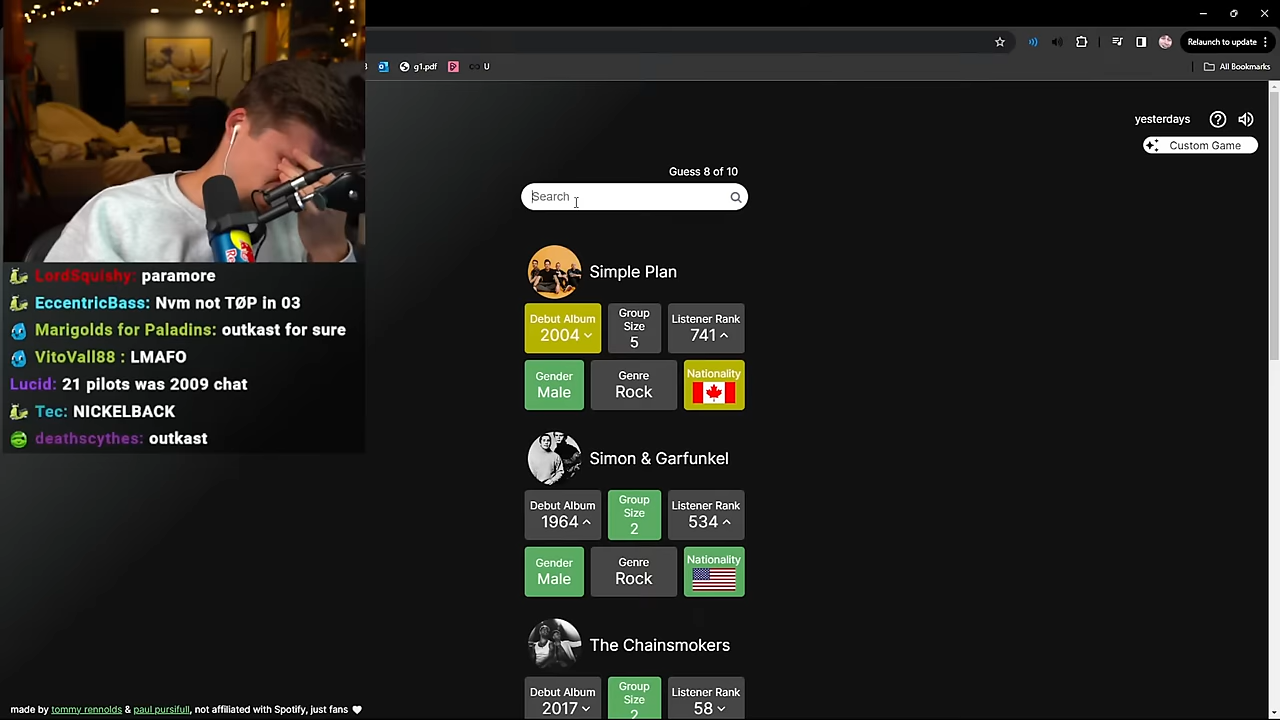 Relaunch to update
g1.pdf
U
All Bookmarks
yesterdays
Custom Game
Guess 8 of 10
Search
LordSquishy: paramore
EccentricBass: Nvm not TØP in 03
Marigolds for Paladins: outkast for sure
VitoVall88 : LMAFO
Lucid: 21 pilots was 2009 chat
Tec: NICKELBACK
deathscythes: outkast
Simple Plan
Debut Album
2004
Group
Size
5
Listener Rank
741
Gender
Male
Genre
Rock
Nationality
Simon & Garfunkel
Debut Album
1964
Group
Size
2
Listener Rank
534
Gender
Male
Genre
Rock
Nationality
The Chainsmokers
Debut Album
2017
Group
Size
2
Listener Rank
58
made by tommy rennolds & paul pursifull, not affiliated with Spotify, just fans